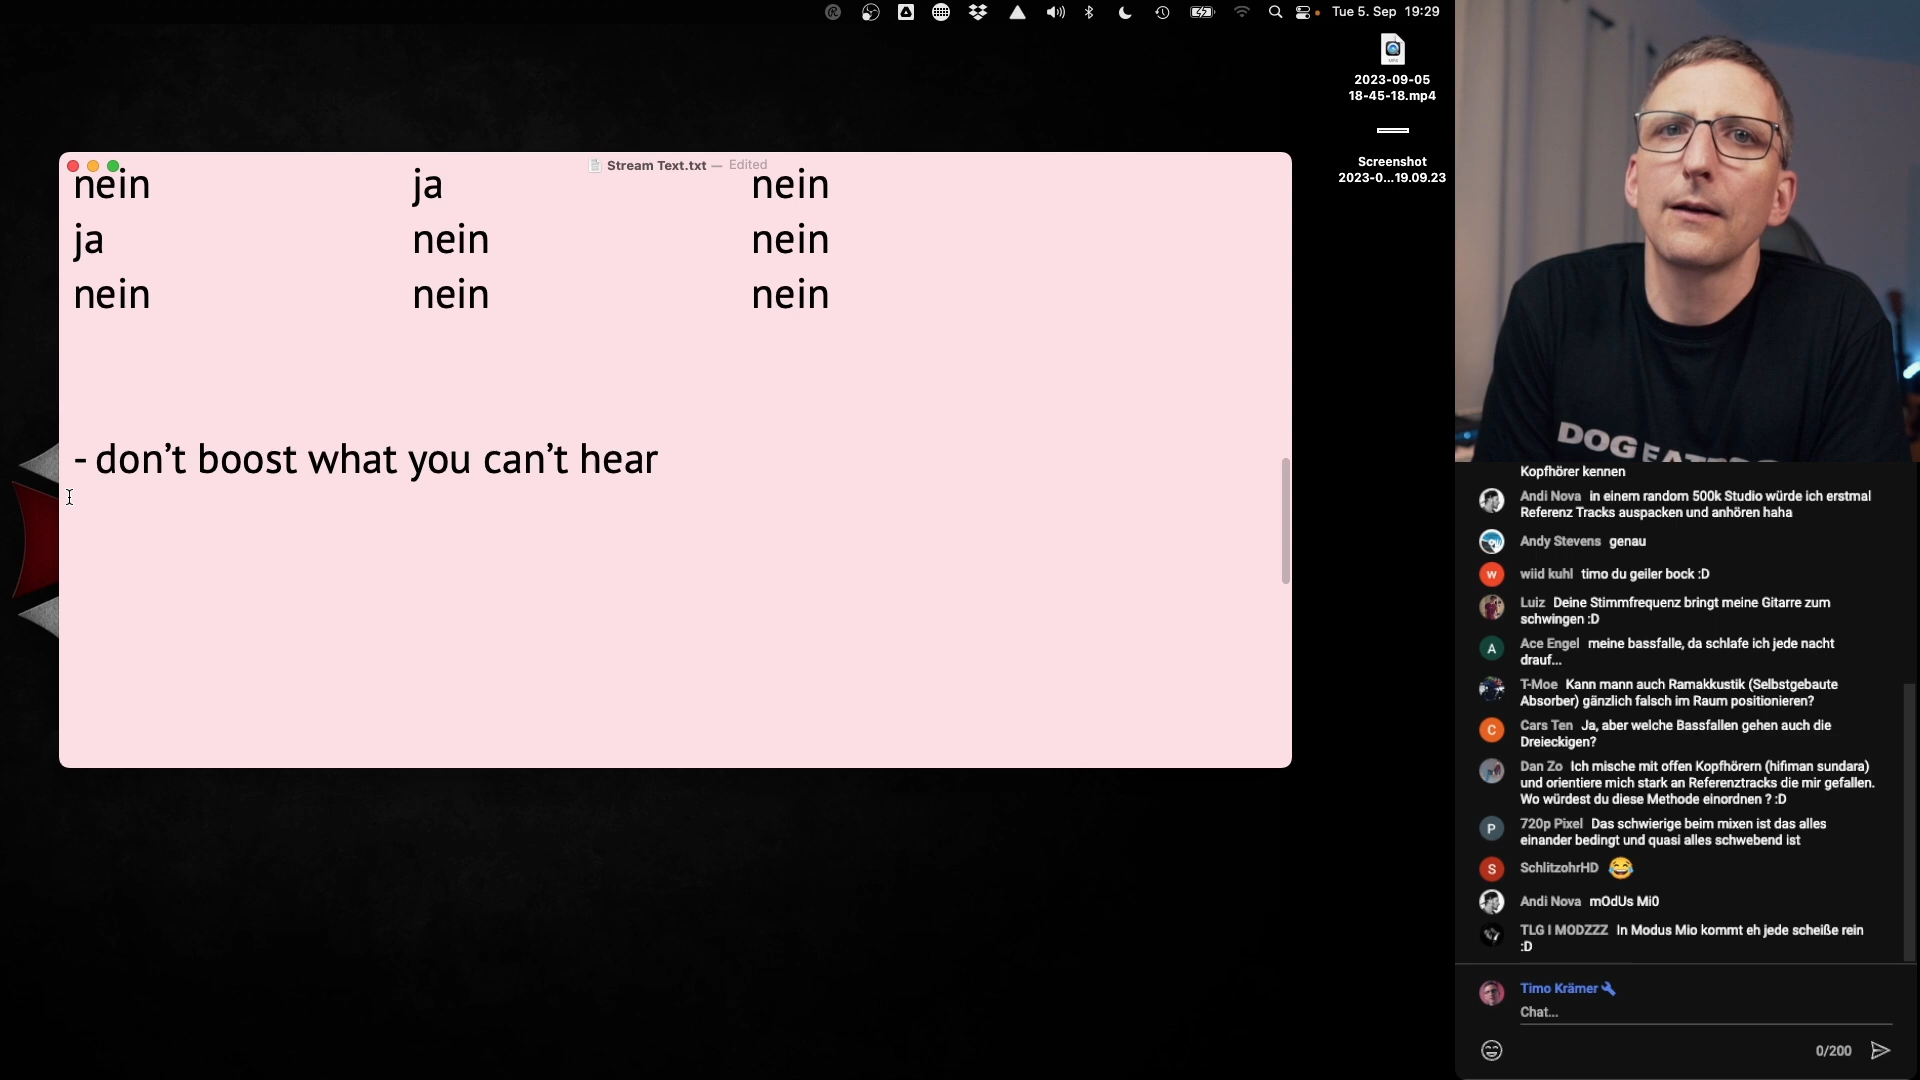 Tue 5. Sep 19:29
2023-09-05
18-45-18.mp4
Screenshot
2023-0...19.09.23
Stream Text.txt — Edited
nein ja nein
ja nein nein
nein nein nein
- don’t boost what you can’t hear
Kopfhörer kennen
Andi Nova in einem random 500k Studio würde ich erstmal
Referenz Tracks auspacken und anhören haha
Andy Stevens genau
w wiid kuhl timo du geiler bock :D
Luiz Deine Stimmfrequenz bringt meine Gitarre zum
schwingen :D
A Ace Engel meine bassfalle, da schlafe ich jede nacht
drauf...
T-Moe Kann mann auch Ramakkustik (Selbstgebaute
Absorber) gänzlich falsch im Raum positionieren?
C Cars Ten Ja, aber welche Bassfallen gehen auch die
Dreieckigen?
Dan Zo Ich mische mit offen Kopfhörern (hifiman sundara)
und orientiere mich stark an Referenztracks die mir gefallen.
Wo würdest du diese Methode einordnen ? :D
P 720p Pixel Das schwierige beim mixen ist das alles
einander bedingt und quasi alles schwebend ist
S SchlitzohrHD 😂
Andi Nova mOdUs Mi0
TLG I MODZZZ In Modus Mio kommt eh jede scheiße rein
:D
Timo Krämer
Chat...
0/200